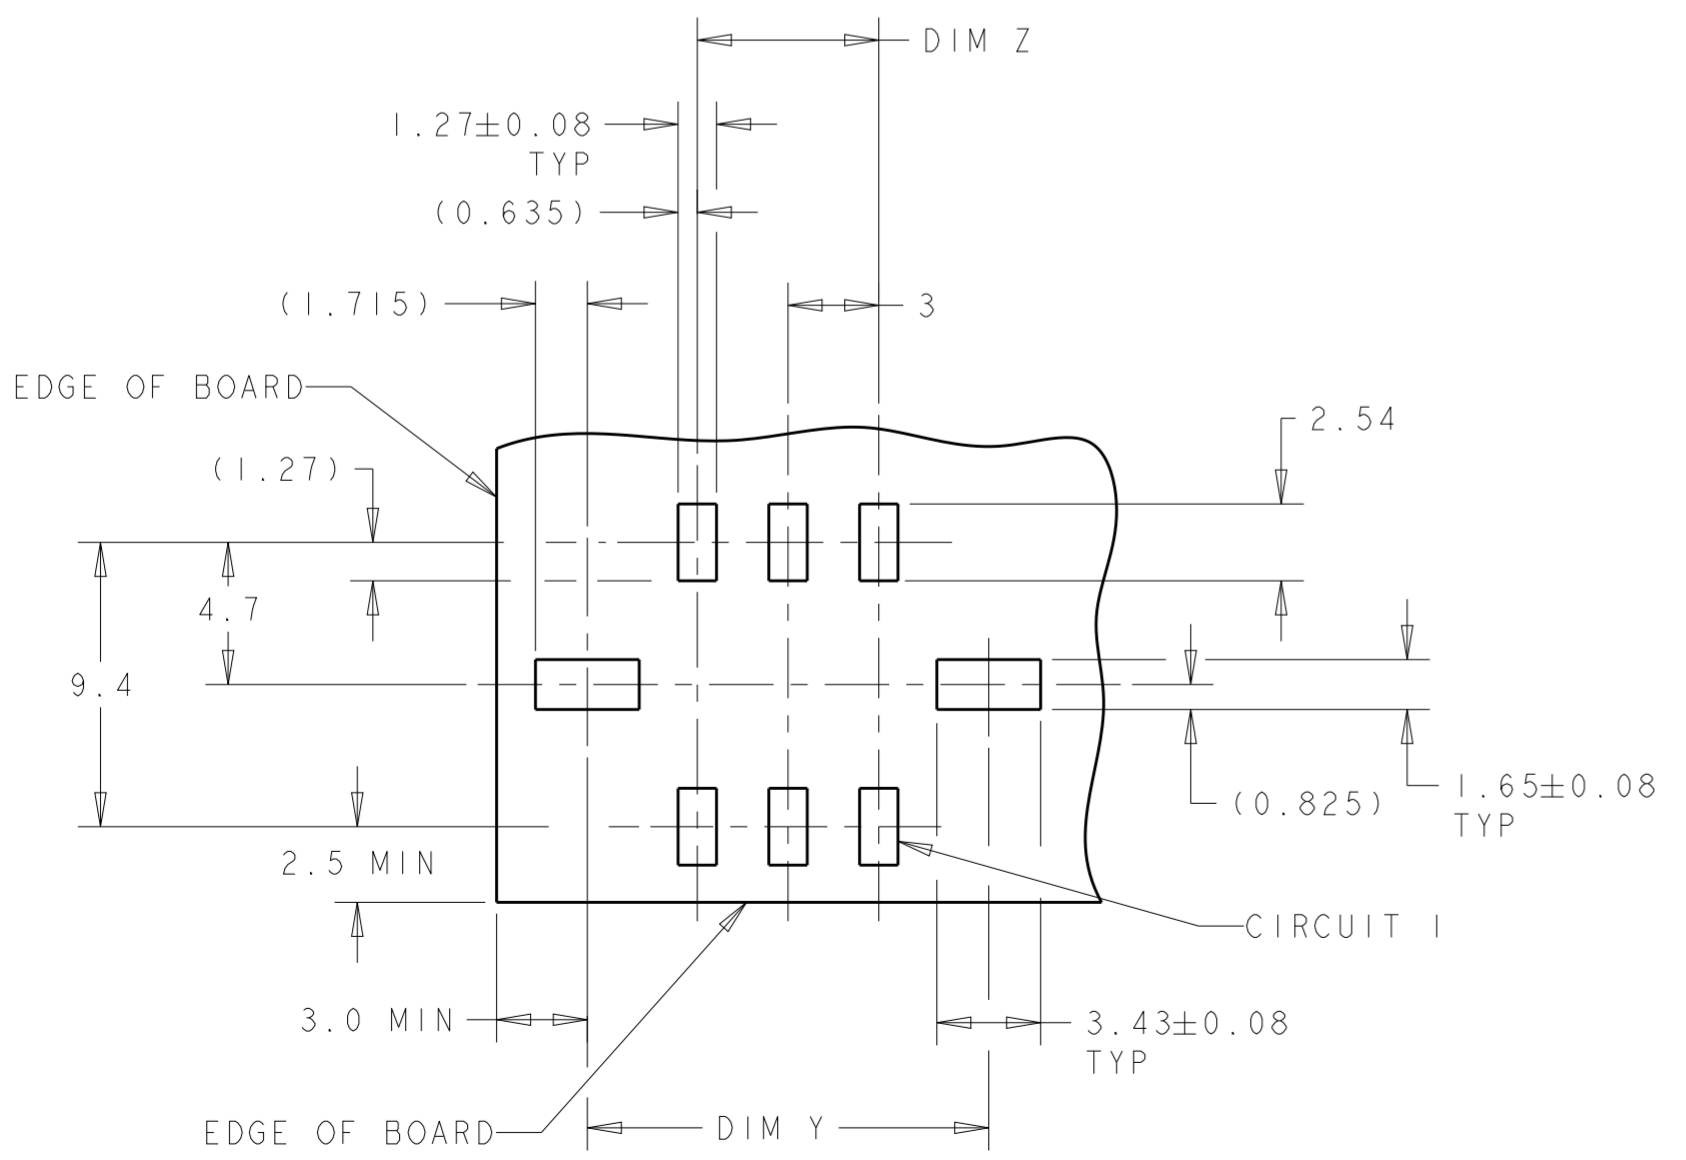 DIM Z
1.27±0.08
TYP
(0.635)
(1.715)
3
EDGE OF BOARD
2.54
(1.27)
4.7
9.4
1.65±0.08
TYP
(0.825)
2.5 MIN
CIRCUIT 1
3.0 MIN
3.43±0.08
TYP
DIM Y
EDGE OF BOARD